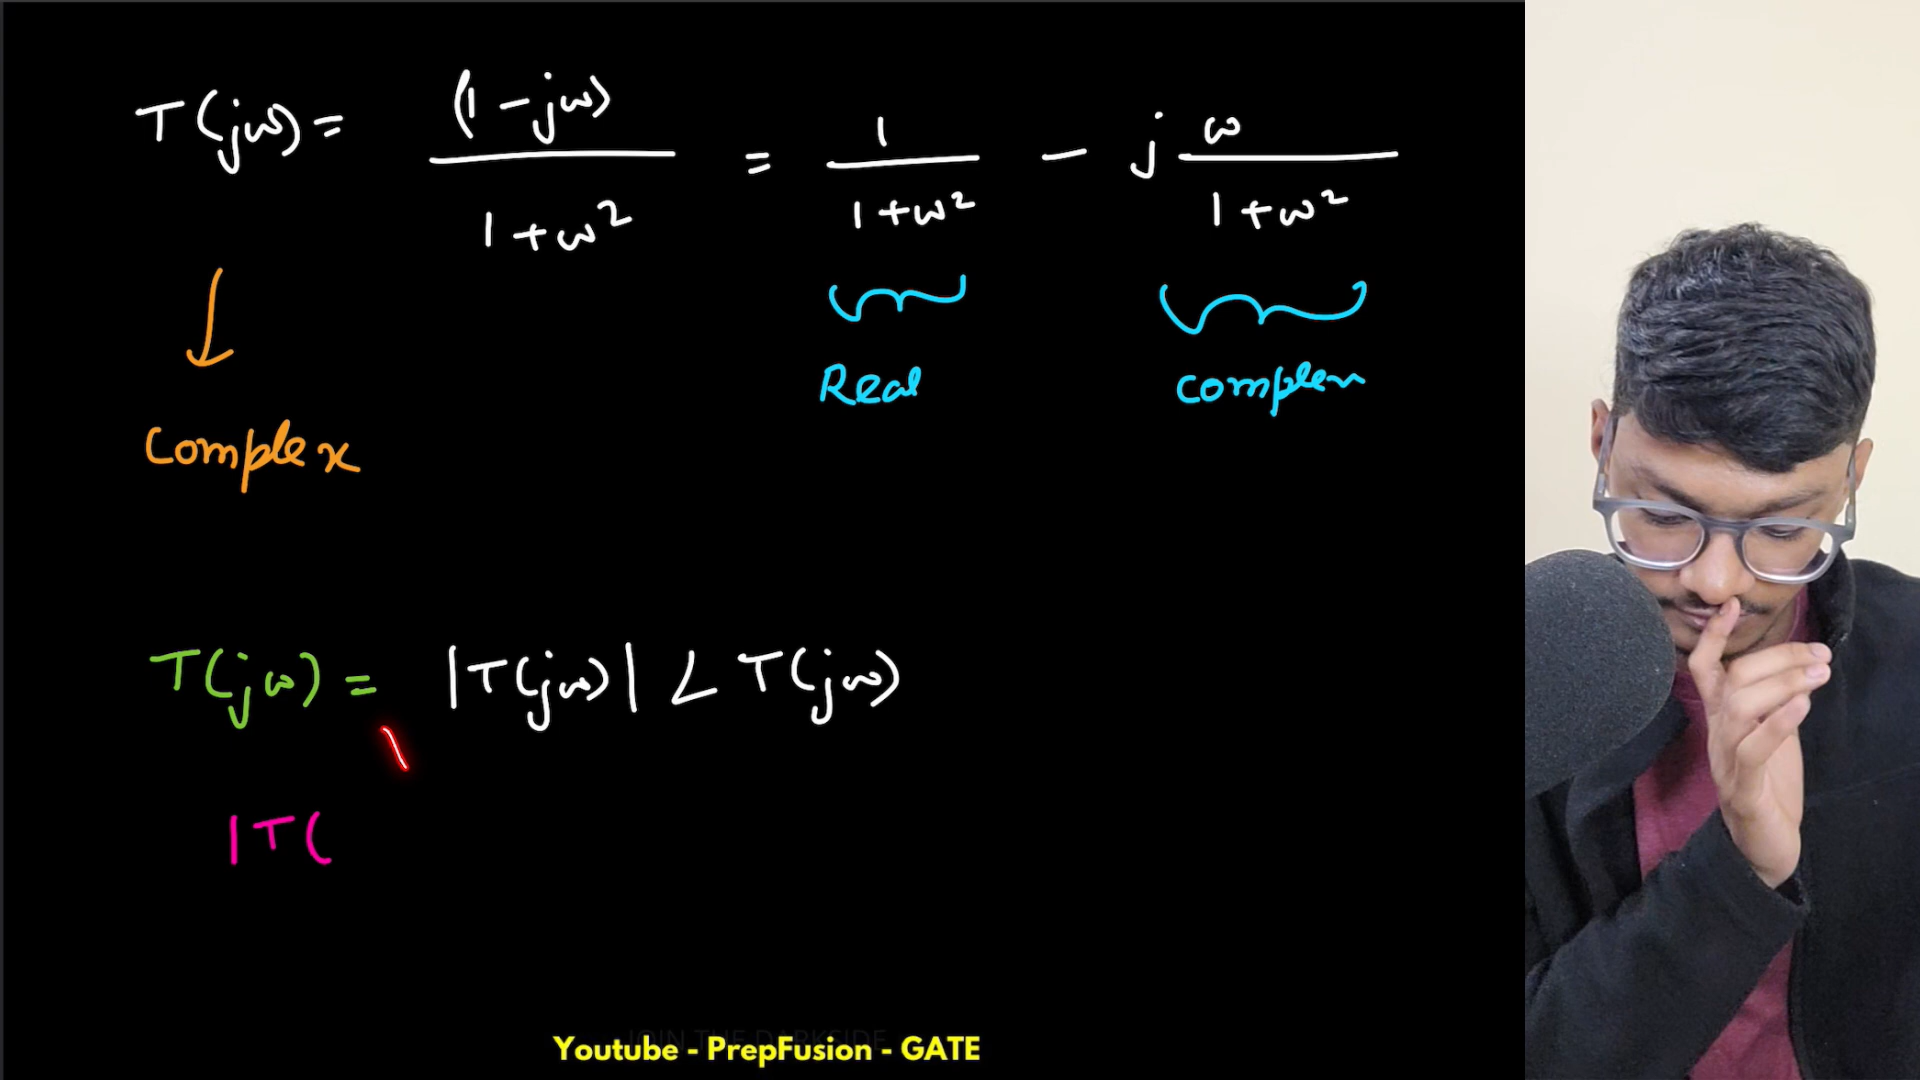 T(jω) = (1 - jω) / 1 + ω² = 1 / 1 + ω² - j ω / 1 + ω²
Real complex
Complex
T(jω) = |T(jω)| ∠ T(jω)
|T(
Youtube - PrepFusion - GATE